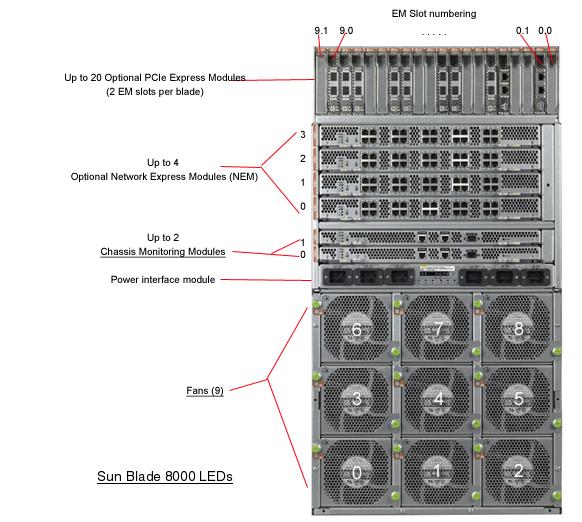 EM Slot numbering
9.1 9.0 . . . . . 0.1 0.0
Up to 20 Optional PCIe Express Modules
(2 EM slots per blade)
3
Up to 4
2
Optional Network Express Modules (NEM)
1
0
Up to 2
1
Chassis Monitoring Modules
0
Power interface module
6 7 8
Fans (9)
3 4 5
Sun Blade 8000 LEDs
0 1 2